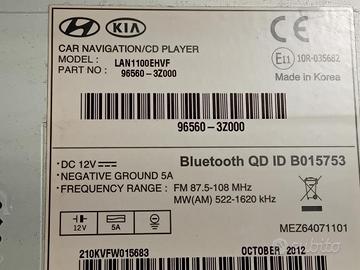 HYUNDAI KIA
CAR NAVIGATION/CD PLAYER
MODEL : LAN1100EHVF
PART NO : 96560-3Z000
E11 10R-035682
Made in Korea
96560-3Z000
DC 12V
Bluetooth QD ID B015753
NEGATIVE GROUND 5A
FREQUENCY RANGE : FM 87.5-108 MHz
MW(AM) 522-1620 kHz
12V 5A
MEZ64071101
210KVFW015683
OCTOBER 2012
subito